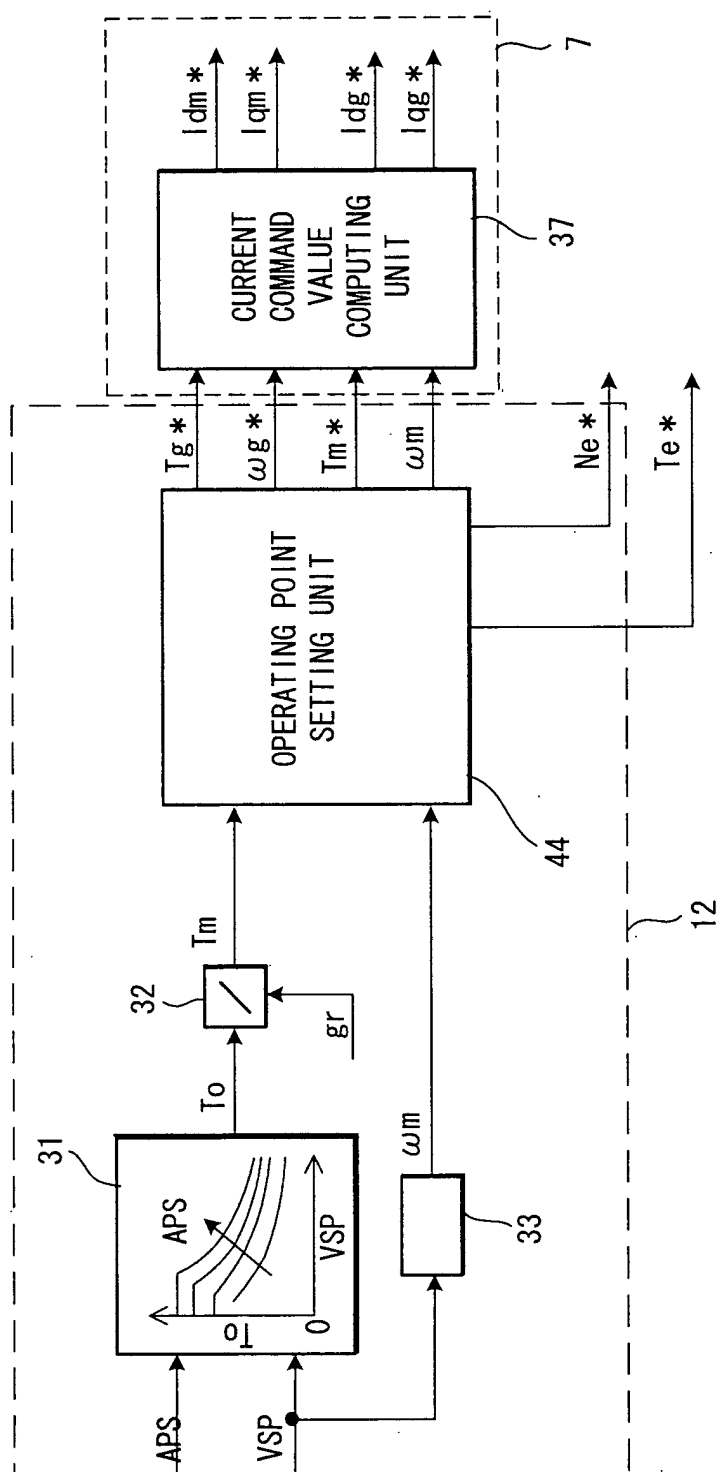 APS
VSP
31
To
APS
0
VSP
To
32
Tm
gr
33
ωm
OPERATING POINT
SETTING UNIT
44
Tg*
ωg*
Tm*
ωm
Ne*
Te*
12
CURRENT
COMMAND
VALUE
COMPUTING
UNIT
37
Idm*
Iqm*
Idg*
Iqg*
7